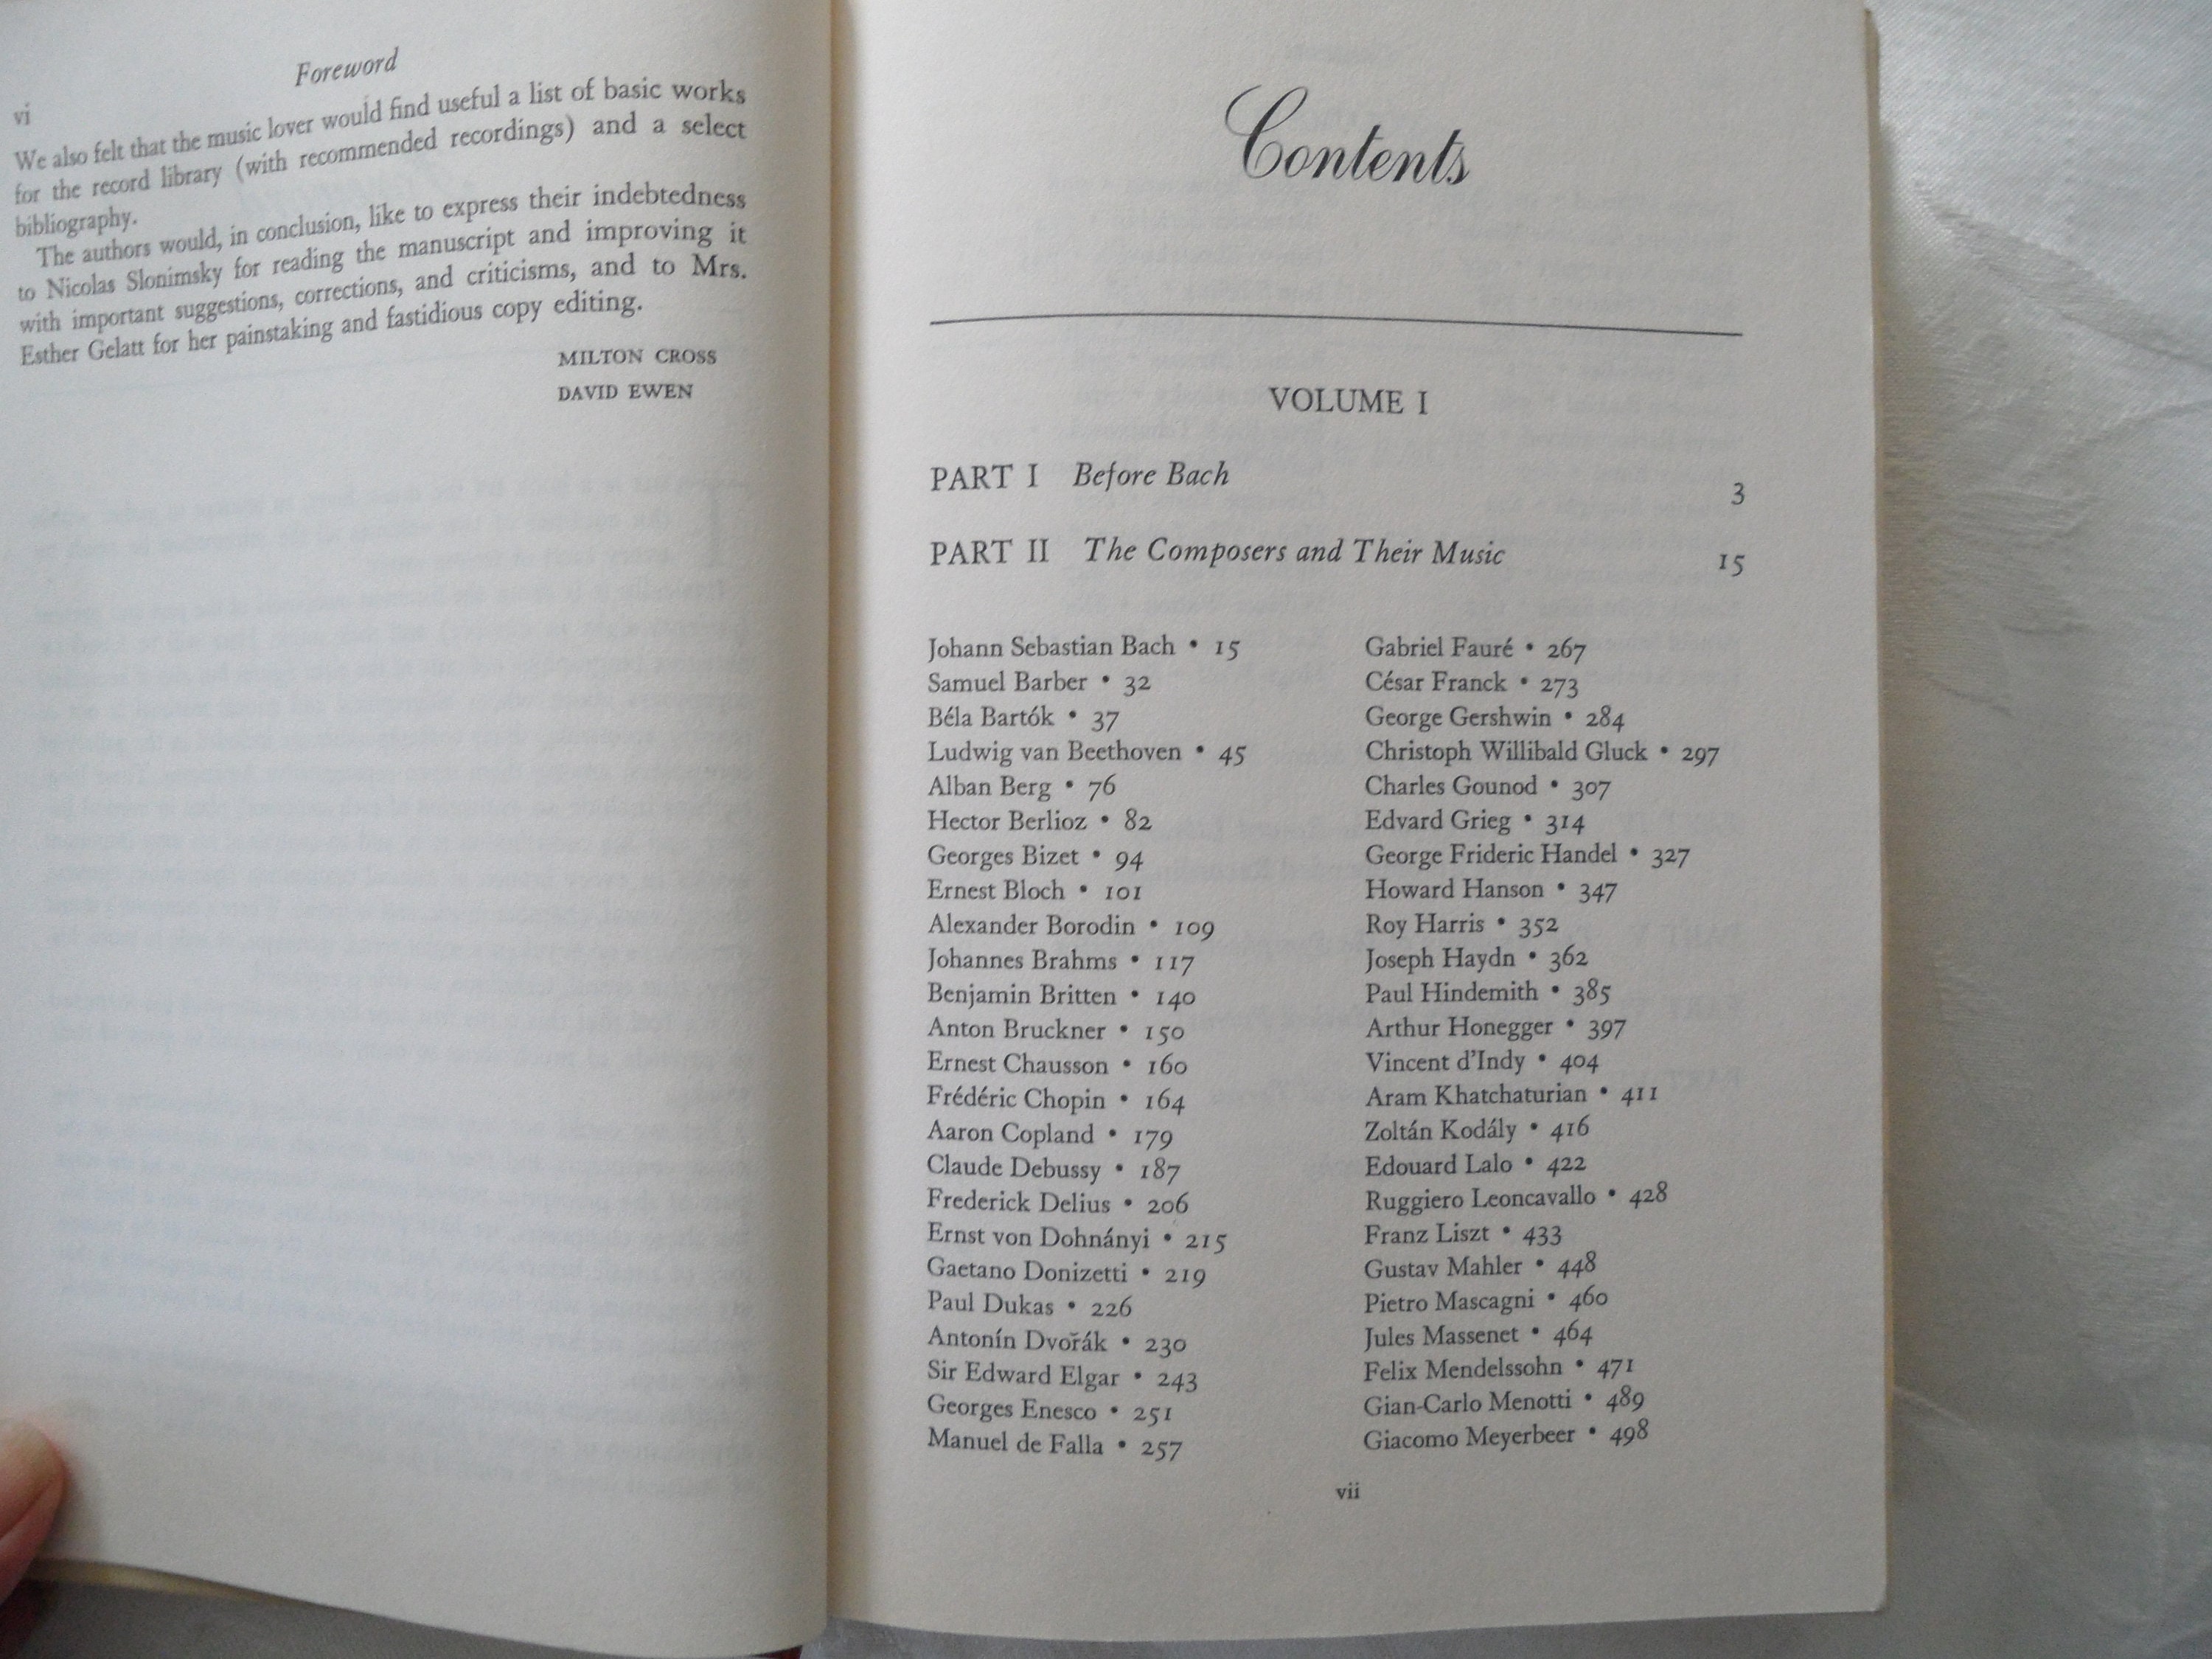 Foreword
vi
We also felt that the music lover would find useful a list of basic works
for the record library (with recommended recordings) and a select
bibliography.
The authors would, in conclusion, like to express their indebtedness
to Nicolas Slonimsky for reading the manuscript and improving it
with important suggestions, corrections, and criticisms, and to Mrs.
Esther Gelatt for her painstaking and fastidious copy editing.
MILTON CROSS
DAVID EWEN
Contents
VOLUME I
PART I Before Bach 3
PART II The Composers and Their Music 15
Johann Sebastian Bach • 15
Samuel Barber • 32
Béla Bartók • 37
Ludwig van Beethoven • 45
Alban Berg • 76
Hector Berlioz • 82
Georges Bizet • 94
Ernest Bloch • 101
Alexander Borodin • 109
Johannes Brahms • 117
Benjamin Britten • 140
Anton Bruckner • 150
Ernest Chausson • 160
Frédéric Chopin • 164
Aaron Copland • 179
Claude Debussy • 187
Frederick Delius • 206
Ernst von Dohnányi • 215
Gaetano Donizetti • 219
Paul Dukas • 226
Antonín Dvořák • 230
Sir Edward Elgar • 243
Georges Enesco • 251
Manuel de Falla • 257
Gabriel Fauré • 267
César Franck • 273
George Gershwin • 284
Christoph Willibald Gluck • 297
Charles Gounod • 307
Edvard Grieg • 314
George Frideric Handel • 327
Howard Hanson • 347
Roy Harris • 352
Joseph Haydn • 362
Paul Hindemith • 385
Arthur Honegger • 397
Vincent d'Indy • 404
Aram Khatchaturian • 411
Zoltán Kodály • 416
Edouard Lalo • 422
Ruggiero Leoncavallo • 428
Franz Liszt • 433
Gustav Mahler • 448
Pietro Mascagni • 460
Jules Massenet • 464
Felix Mendelssohn • 471
Gian-Carlo Menotti • 489
Giacomo Meyerbeer • 498
vii